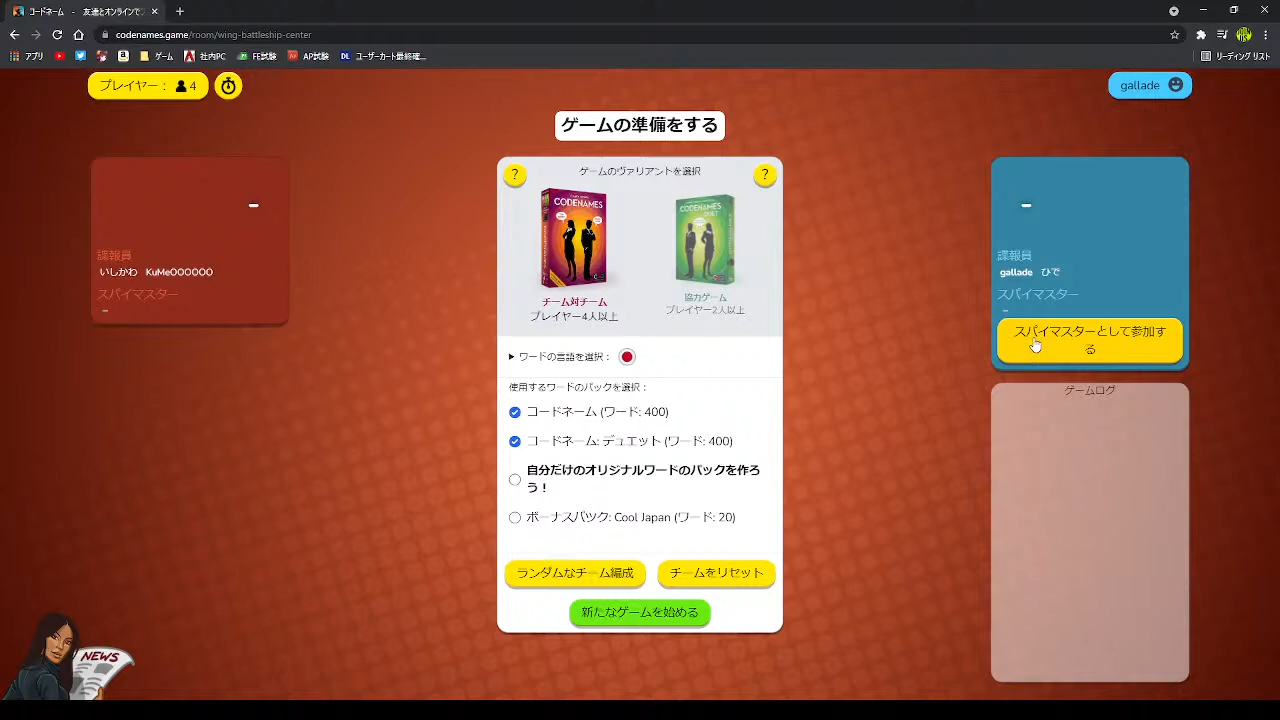 コードネーム - 友達とオンラインで
codenames.game/room/wing-battleship-center
アプリ
ゲーム
社内PC
FE試験
AP試験
DL ユーザーカート最終確...
リーディング リスト
プレイヤー： 4
gallade
ゲームの準備をする
? ゲームのヴァリアントを選択 ?
CODENAMES
CODENAMES
DUET
チーム対チーム
プレイヤー4人以上
協力ゲーム
プレイヤー2人以上
-
諜報員
いしかわ KuMeOOOOOO
スパイマスター
-
-
諜報員
gallade ひで
スパイマスター
-
スパイマスターとして参加す
る
ゲームログ
ワードの言語を選択：
使用するワードのパックを選択：
コードネーム (ワード: 400)
コードネーム: デュエット (ワード: 400)
自分だけのオリジナルワードのパックを作ろ
う！
ボーナスパック: Cool Japan (ワード: 20)
ランダムなチーム編成
チームをリセット
新たなゲームを始める
NEWS